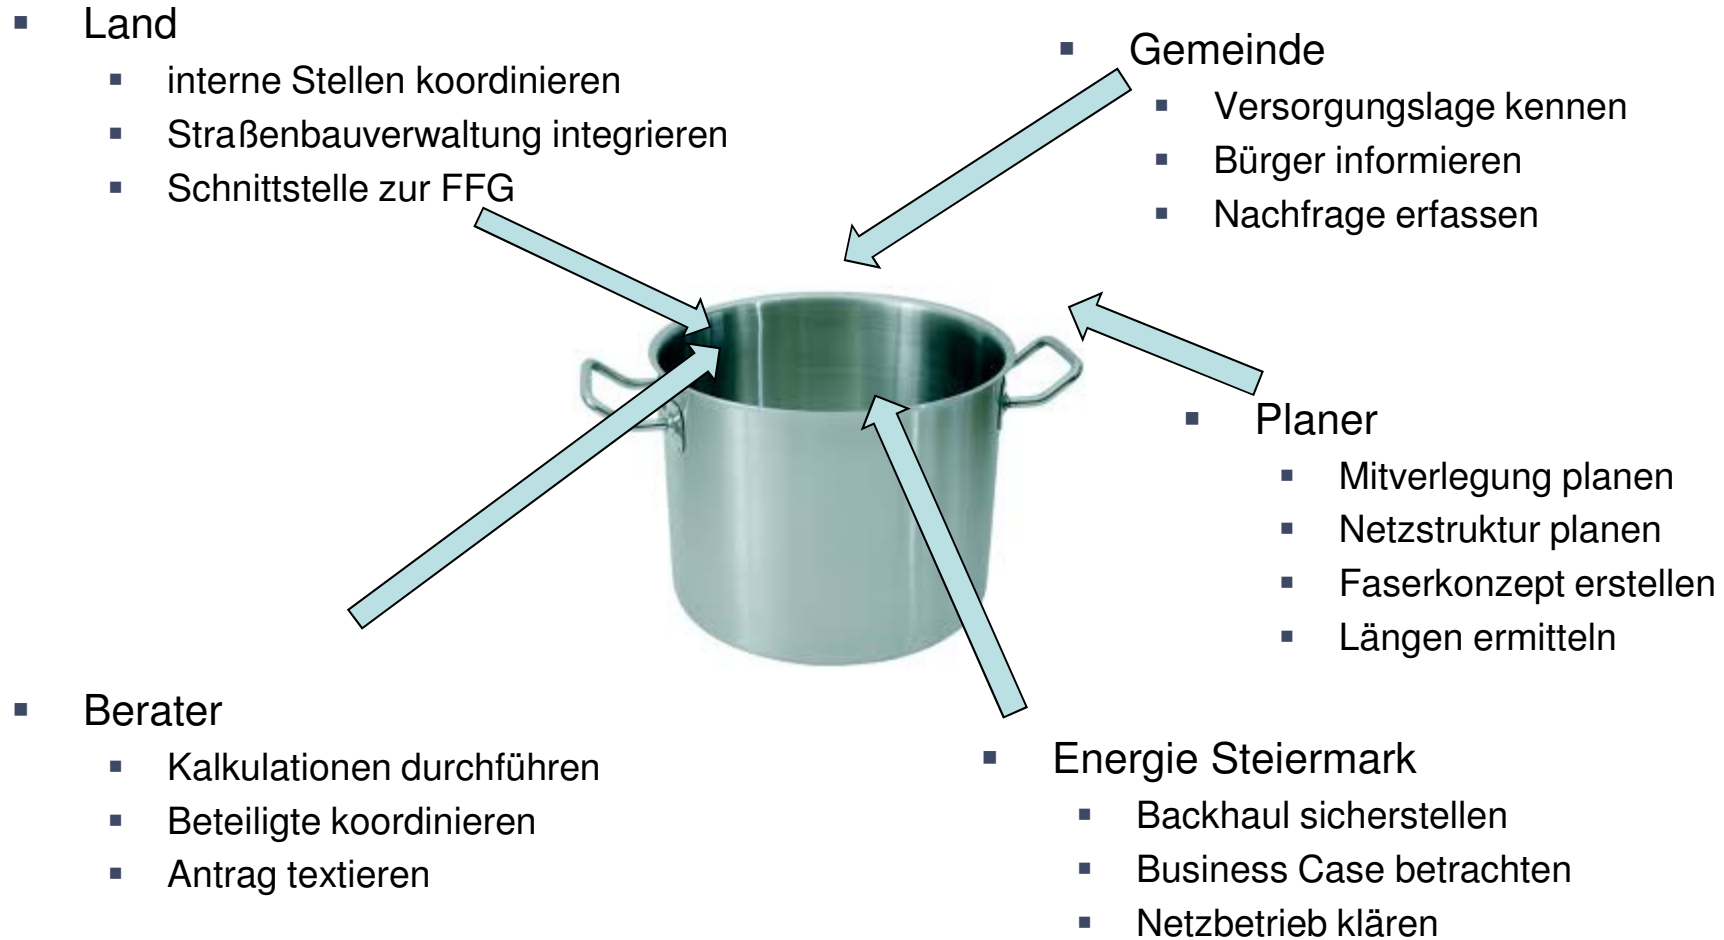 Land
interne Stellen koordinieren
Straßenbauverwaltung integrieren
Schnittstelle zur FFG
Gemeinde
Versorgungslage kennen
Bürger informieren
Nachfrage erfassen
Planer
Mitverlegung planen
Netzstruktur planen
Faserkonzept erstellen
Längen ermitteln
Berater
Kalkulationen durchführen
Beteiligte koordinieren
Antrag textieren
Energie Steiermark
Backhaul sicherstellen
Business Case betrachten
Netzbetrieb klären